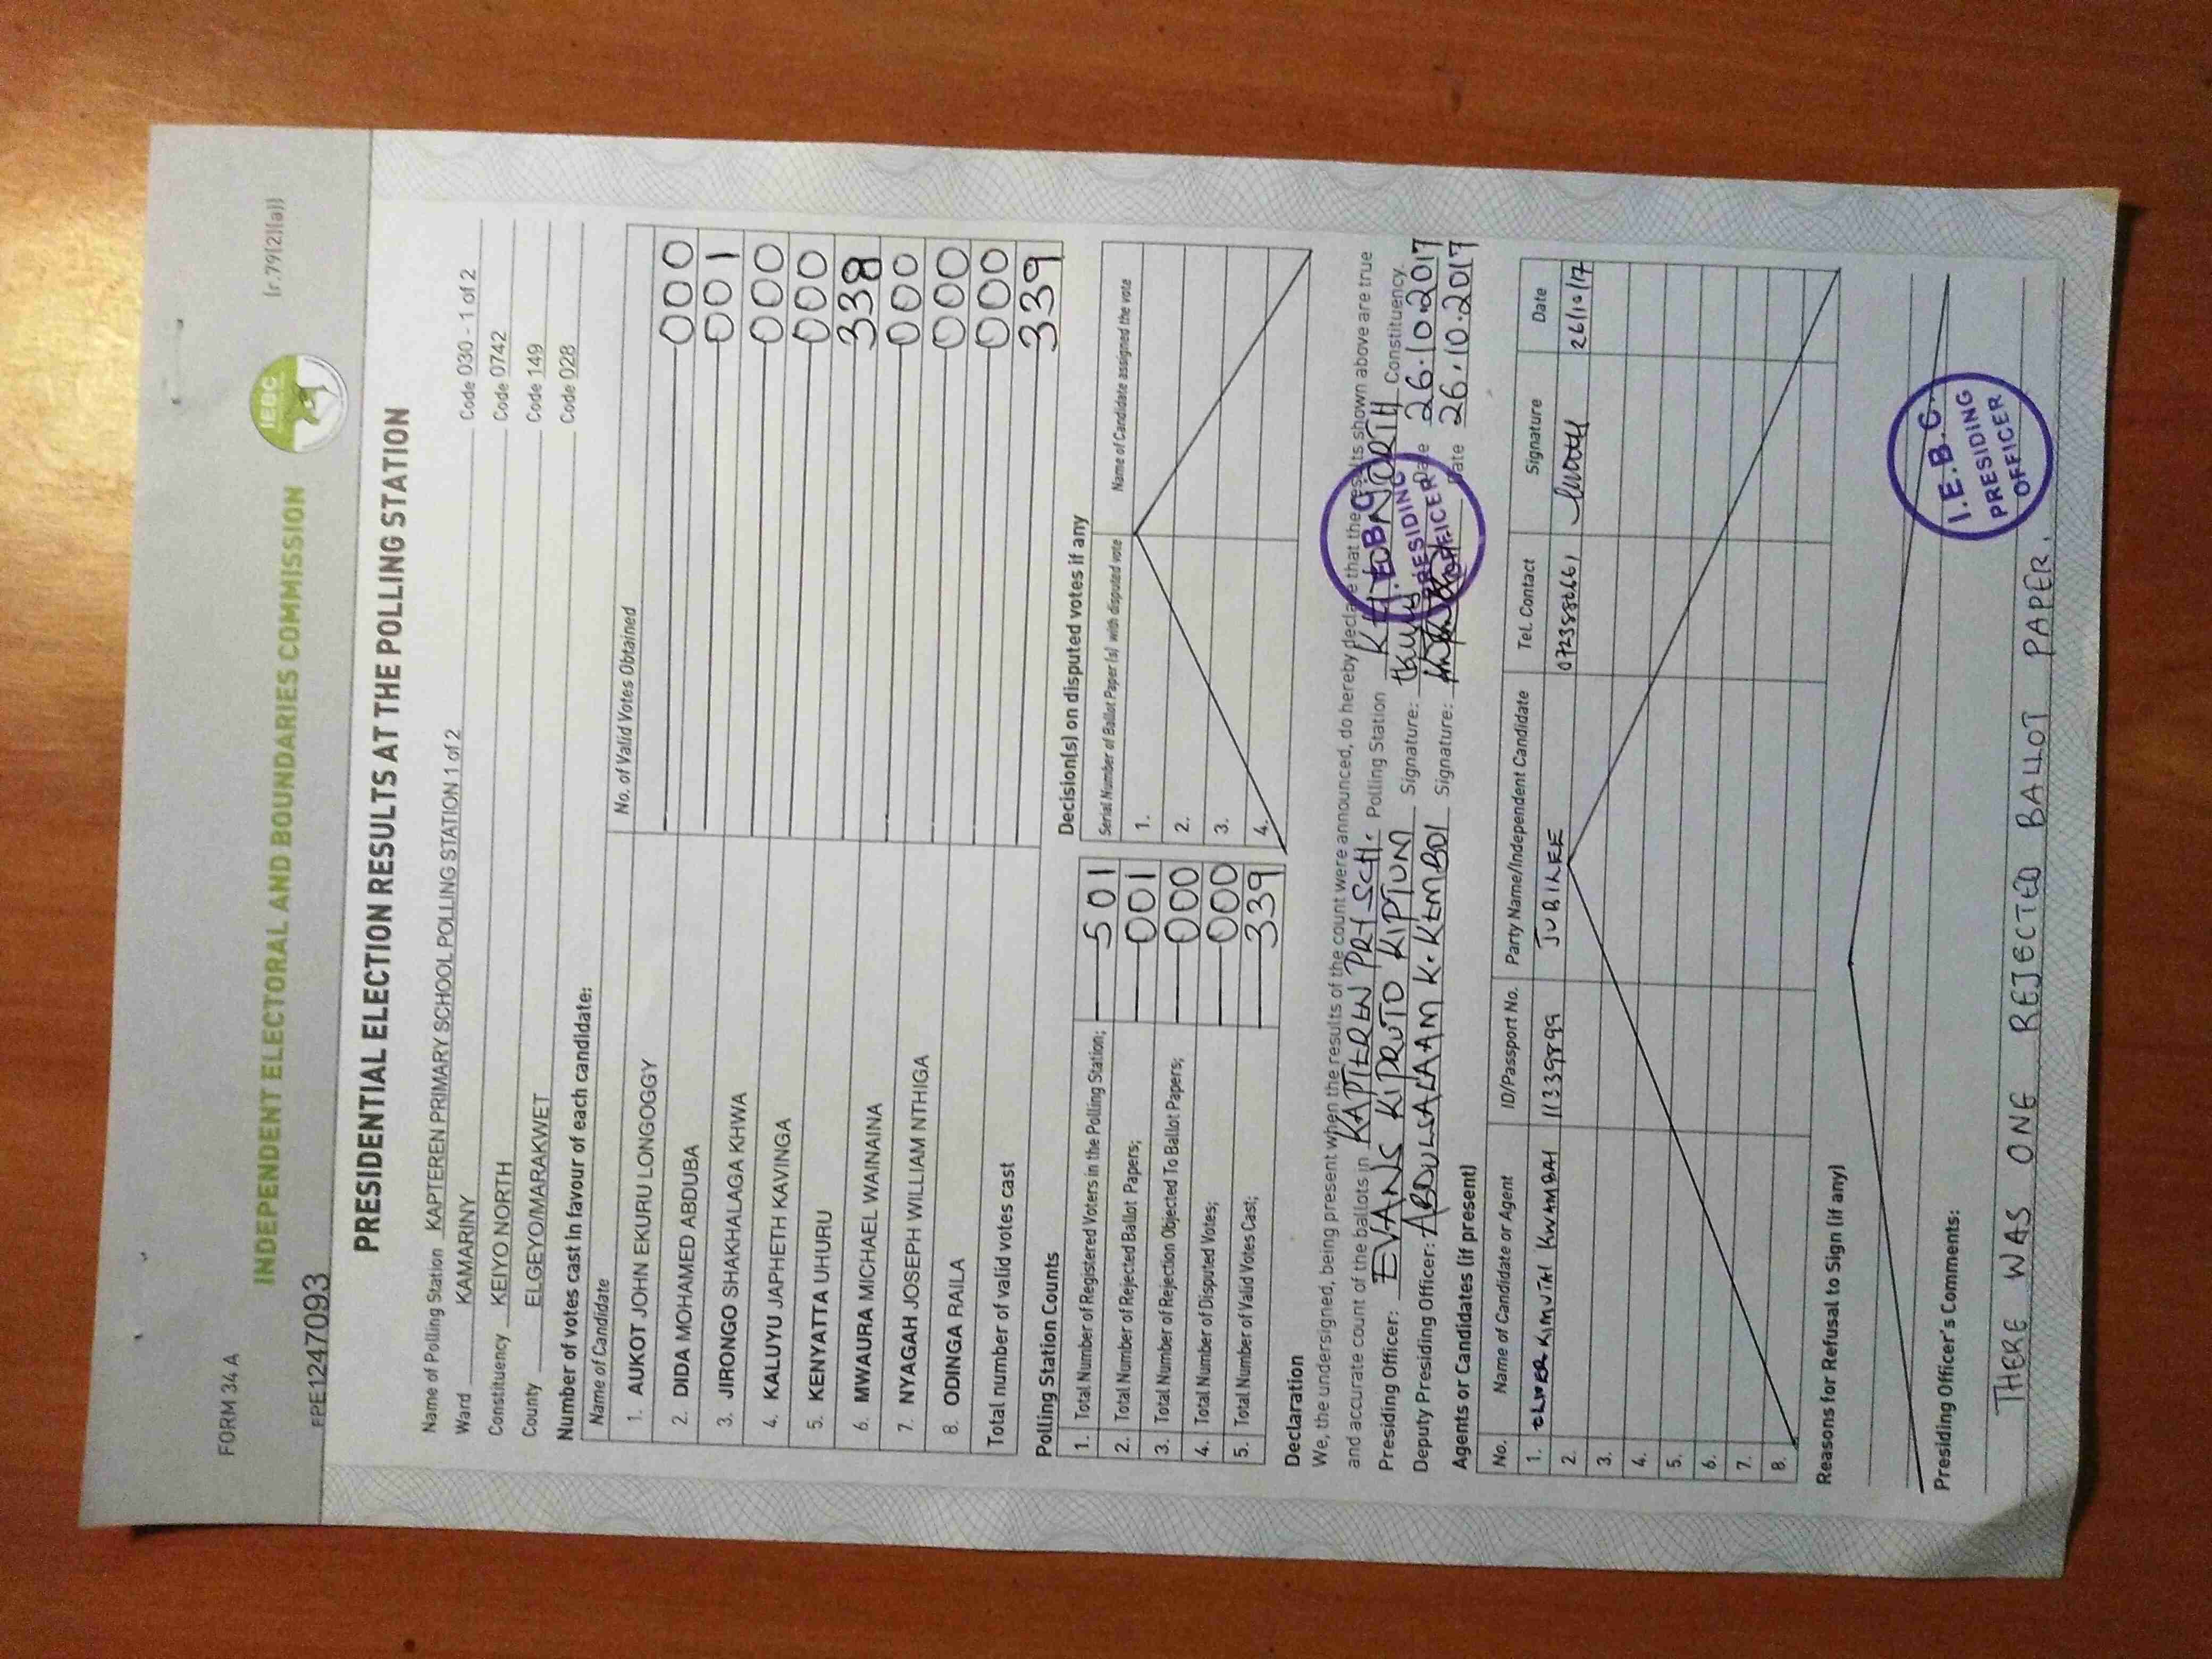 FORM 34 A
(r.79(2)(a))
IEBC
INDEPENDENT ELECTORAL AND BOUNDARIES COMMISSION
PPE1247093
PRESIDENTIAL ELECTION RESULTS AT THE POLLING STATION
Name of Polling Station KAPTEREN PRIMARY SCHOOL POLLING STATION 1 of 2 Code 030 - 1 of 2
Ward KAMARINY Code 0742
Constituency KEIYO NORTH Code 149
County ELGEYO/MARAKWET Code 028
Number of votes cast in favour of each candidate:
Name of Candidate No. of Valid Votes Obtained
1. AUKOT JOHN EKURU LONGOGGY 000
2. DIDA MOHAMED ABDUBA 001
3. JIRONGO SHAKHALAGA KHWA 000
4. KALUYU JAPHETH KAVINGA 000
5. KENYATTA UHURU 338
6. MWAURA MICHAEL WAINAINA 000
7. NYAGAH JOSEPH WILLIAM NTHIGA 000
8. ODINGA RAILA 000
Total number of valid votes cast 339
Polling Station Counts
1. Total Number of Registered Voters in the Polling Station; 501
2. Total Number of Rejected Ballot Papers; 001
3. Total Number of Rejection Objected To Ballot Papers; 000
4. Total Number of Disputed Votes; 000
5. Total Number of Valid Votes Cast; 339
Decision(s) on disputed votes if any
Serial Number of Ballot Paper (s) with disputed vote Name of Candidate assigned the vote
1.
2.
3.
4.
Declaration
We, the undersigned, being present when the results of the count were announced, do hereby declare that the results shown above are true
and accurate count of the ballots in KAPTEREN PRY SCH. Polling Station KEIYO NORTH Constituency.
Presiding Officer: EVANS KIPRUTO KIPTUM Signature: Date 26.10.2017
Deputy Presiding Officer: ABDULSALAAM K. KEMBOI Signature: Date 26.10.2017
I.E.B.C. PRESIDING OFFICER
Agents or Candidates (if present)
No. Name of Candidate or Agent ID/Passport No. Party Name/Independent Candidate Tel. Contact Signature Date
1. KIMUTAI KWAMBAI 11339899 JUBILEE 0723886661 26/10/17
2.
3.
4.
5.
6.
7.
8.
Reasons for Refusal to Sign (if any)
Presiding Officer's Comments:
THERE WAS ONE REJECTED BALLOT PAPER.
I.E.B.C.
PRESIDING
OFFICER